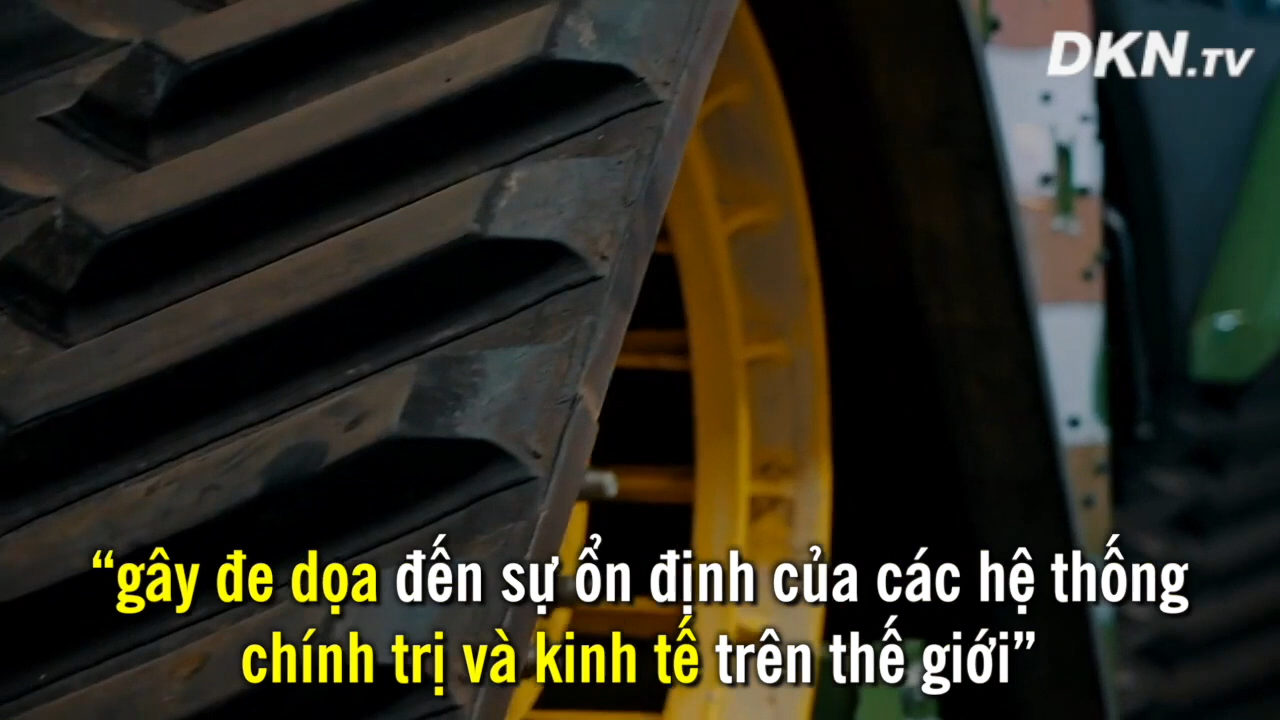 DKN.TV
“gây đe dọa đến sự ổn định của các hệ thống
chính trị và kinh tế trên thế giới”